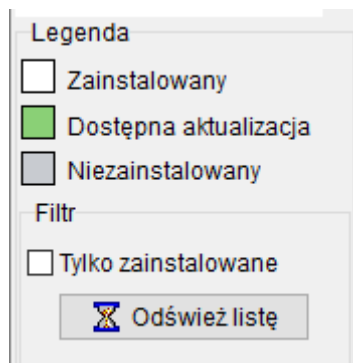 Legenda
Zainstalowany
Dostępna aktualizacja
Niezainstalowany
Filtr
Tylko zainstalowane
Odśwież listę